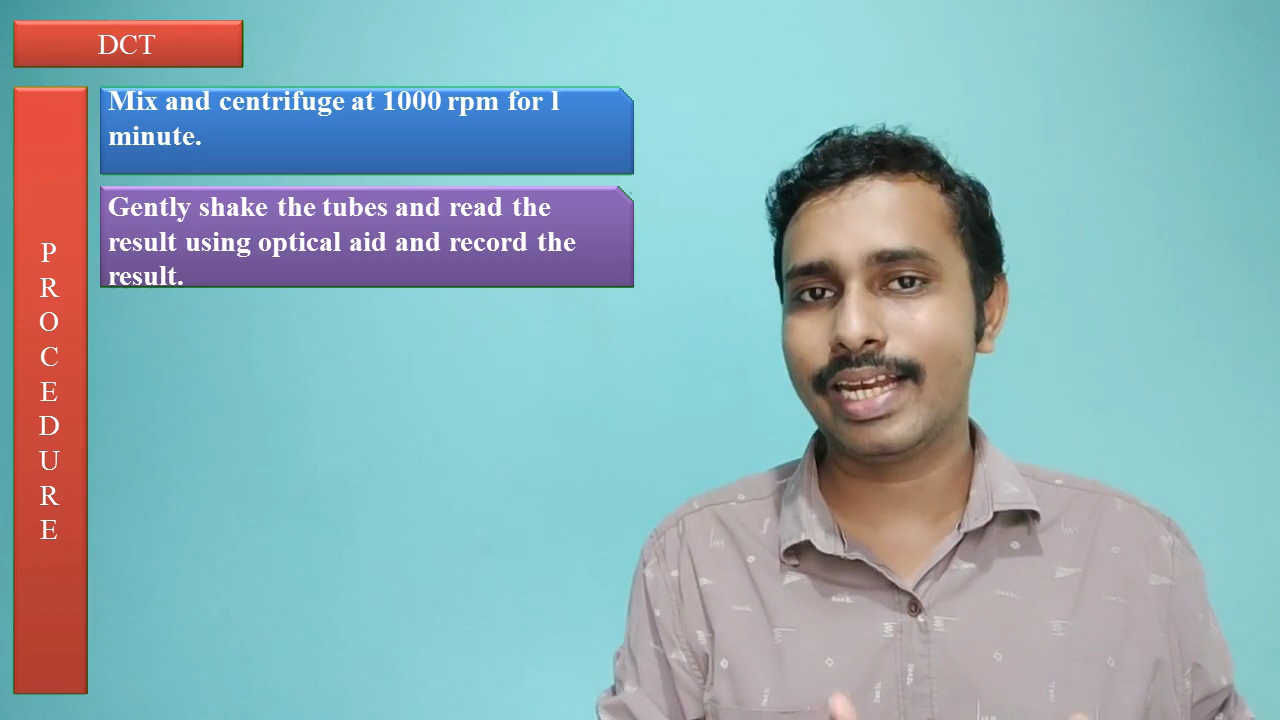 DCT
Mix and centrifuge at 1000 rpm for l
minute.
Gently shake the tubes and read the
result using optical aid and record the
result.
P
R
O
C
E
D
U
R
E